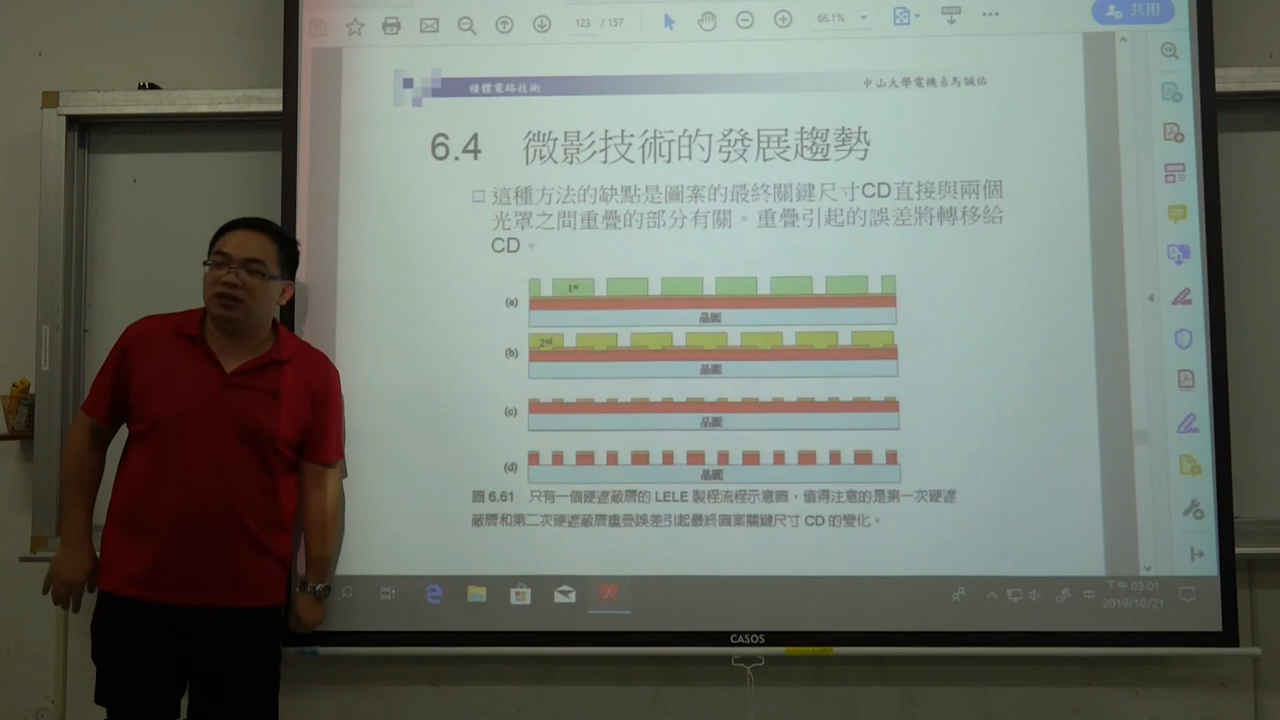 123 / 157
66.1%
共用
積體電路技術
中山大學電機系馬誠佑
6.4 微影技術的發展趨勢
□ 這種方法的缺點是圖案的最終關鍵尺寸CD直接與兩個
光罩之間重疊的部分有關。重疊引起的誤差將轉移給
CD。
(a)
1st
晶圓
(b)
2nd
晶圓
(c)
晶圓
(d)
晶圓
圖 6.61 只有一個硬遮蔽層的 LELE 製程流程示意圖,值得注意的是第一次硬遮
蔽層和第二次硬遮蔽層重疊誤差引起最終圖案關鍵尺寸 CD 的變化。
中
下午 03:01
2019/10/21
CASOS